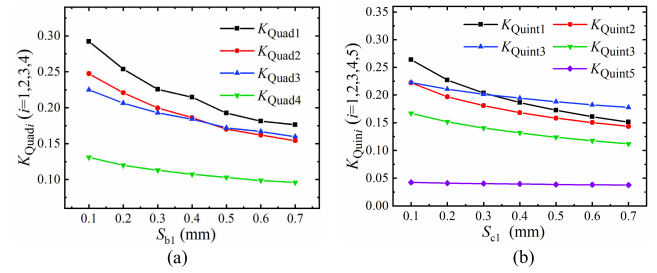 K_Quadi (i=1,2,3,4)
0.30
0.25
0.20
0.15
0.10
K_Quad1
K_Quad2
K_Quad3
K_Quad4
0.1 0.2 0.3 0.4 0.5 0.6 0.7
S_b1 (mm)
(a)
K_Quini (i=1,2,3,4,5)
0.35
0.30
0.25
0.20
0.15
0.10
0.05
0.00
K_Quint1 K_Quint2
K_Quint3 K_Quint3
K_Quint5
0.1 0.2 0.3 0.4 0.5 0.6 0.7
S_c1 (mm)
(b)